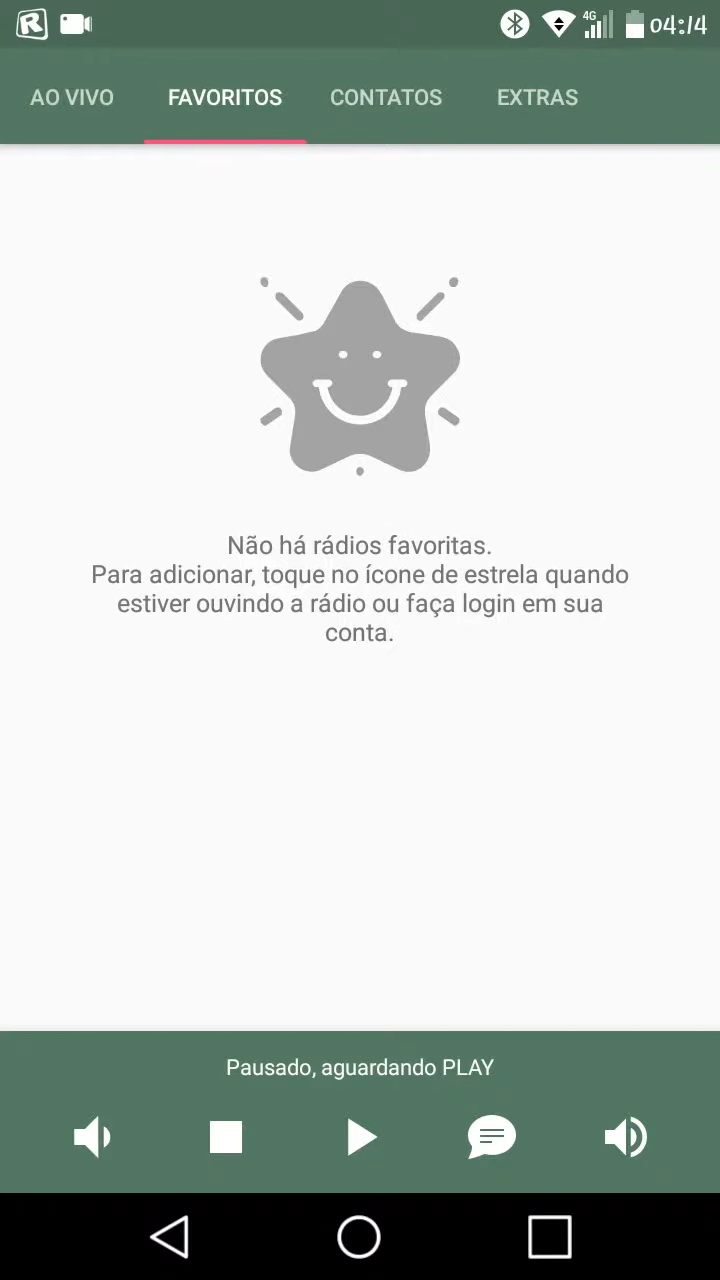 R
4G 04:14
AO VIVO FAVORITOS CONTATOS EXTRAS
Não há rádios favoritas.
Para adicionar, toque no ícone de estrela quando
estiver ouvindo a rádio ou faça login em sua
conta.
Pausado, aguardando PLAY